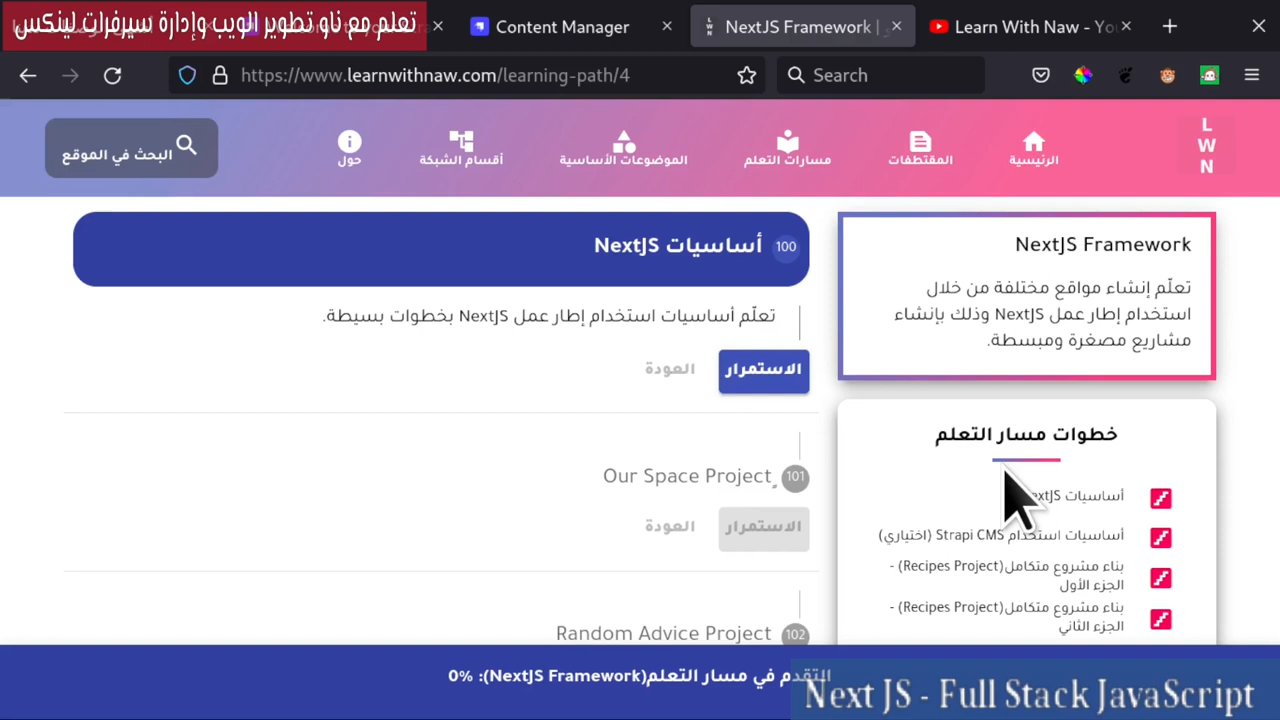 تعلم مع ناو تطوير الويب وإدارة سيرفرات لينكس
Content Manager
NextJS Framework |
Learn With Naw - Yo
https://www.learnwithnaw.com/learning-path/4
Search
L
W
N
الرئيسية
المقتطفات
مسارات التعلم
الموضوعات الأساسية
أقسام الشبكة
حول
البحث في الموقع
NextJS Framework
تعلّم إنشاء مواقع مختلفة من خلال
استخدام إطار عمل NextJS وذلك بإنشاء
مشاريع مصغرة ومبسطة.
خطوات مسار التعلم
أساسيات NextJS
أساسيات استخدام Strapi CMS (اختياري)
بناء مشروع متكامل(Recipes Project) -
الجزء الأول
بناء مشروع متكامل(Recipes Project) -
الجزء الثاني
100 أساسيات NextJS
تعلّم أساسيات استخدام إطار عمل NextJS بخطوات بسيطة.
الاستمرار
العودة
101 Our Space Project
الاستمرار
العودة
102 Random Advice Project
التقدم في مسار التعلم(NextJS Framework): 0%
Next JS - Full Stack JavaScript